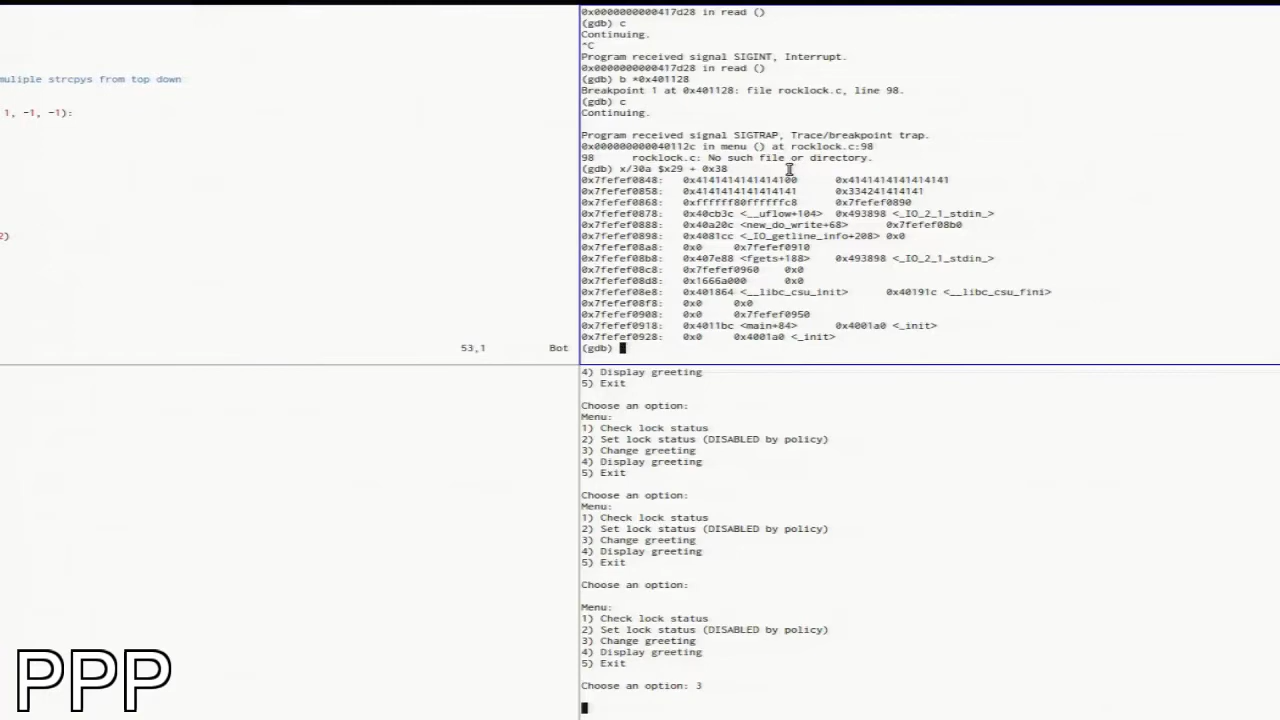 muliple strcpys from top down
1, -1, -1):
2)
53,1 Bot
0x0000000000417d28 in read ()
(gdb) c
Continuing.
^C
Program received signal SIGINT, Interrupt.
0x0000000000417d28 in read ()
(gdb) b *0x401128
Breakpoint 1 at 0x401128: file rocklock.c, line 98.
(gdb) c
Continuing.
Program received signal SIGTRAP, Trace/breakpoint trap.
0x000000000040112c in menu () at rocklock.c:98
98 rocklock.c: No such file or directory.
(gdb) x/30a $x29 + 0x38
0x7fefef0848: 0x4141414141414100 0x4141414141414141
0x7fefef0858: 0x4141414141414141 0x334241414141
0x7fefef0868: 0xffffff80ffffffc8 0x7fefef0890
0x7fefef0878: 0x40cb3c <__uflow+104> 0x493898 <_IO_2_1_stdin_>
0x7fefef0888: 0x40a20c <new_do_write+68> 0x7fefef08b0
0x7fefef0898: 0x4081cc <_IO_getline_info+208> 0x0
0x7fefef08a8: 0x0 0x7fefef0910
0x7fefef08b8: 0x407e88 <fgets+188> 0x493898 <_IO_2_1_stdin_>
0x7fefef08c8: 0x7fefef0960 0x0
0x7fefef08d8: 0x1666a000 0x0
0x7fefef08e8: 0x401864 <__libc_csu_init> 0x40191c <__libc_csu_fini>
0x7fefef08f8: 0x0 0x0
0x7fefef0908: 0x0 0x7fefef0950
0x7fefef0918: 0x4011bc <main+84> 0x4001a0 <_init>
0x7fefef0928: 0x0 0x4001a0 <_init>
(gdb)
4) Display greeting
5) Exit
Choose an option:
Menu:
1) Check lock status
2) Set lock status (DISABLED by policy)
3) Change greeting
4) Display greeting
5) Exit
Choose an option:
Menu:
1) Check lock status
2) Set lock status (DISABLED by policy)
3) Change greeting
4) Display greeting
5) Exit
Choose an option:
Menu:
1) Check lock status
2) Set lock status (DISABLED by policy)
3) Change greeting
4) Display greeting
5) Exit
Choose an option: 3
PPP